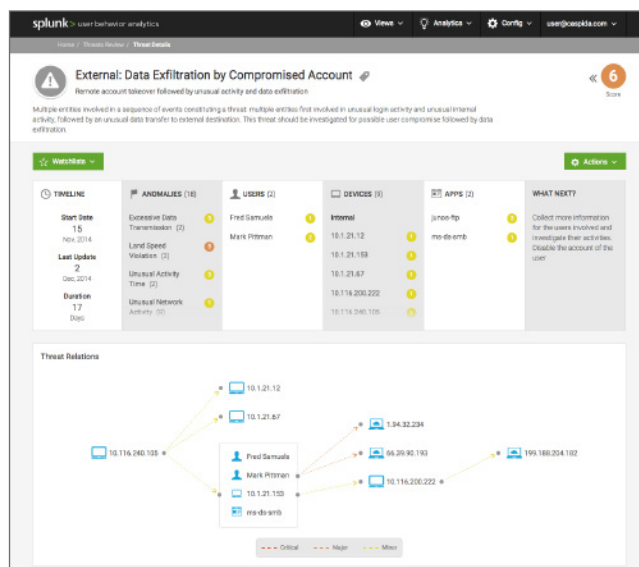 splunk> user behavior analytics
Views
Analytics
Config
user@caspida.com
Home / Threats Review / Threat Details
External: Data Exfiltration by Compromised Account
Remote account takeover followed by unusual activity and data exfiltration
6
Score
Multiple entities involved in a sequence of events constituting a threat: multiple entities first involved in unusual login activity and unusual internal
activity, followed by an unusual data transfer to external destination. This threat should be investigated for possible user compromise followed by data
exfiltration.
Watchlists
Actions
TIMELINE
Start Date
15
Nov, 2014
Last Update
2
Dec, 2014
Duration
17
Days
ANOMALIES (18)
Excessive Data
Transmission (2)
Land Speed
Violation (3)
Unusual Activity
Time (2)
Unusual Network
Activity
USERS (2)
Fred Samuels
Mark Pittman
DEVICES (9)
Internal
10.1.21.12
10.1.21.153
10.1.21.67
10.116.200.222
10.116.240.105
APPS (2)
junos-ftp
ms-ds-smb
WHAT NEXT?
Collect more information
for the users involved and
investigate their activities.
Disable the account of the
user
Threat Relations
10.1.21.12
10.1.21.67
10.116.240.105
Fred Samuels
Mark Pittman
10.1.21.153
ms-ds-smb
1.94.32.234
66.39.90.193
10.116.200.222
199.188.204.182
Critical
Major
Minor